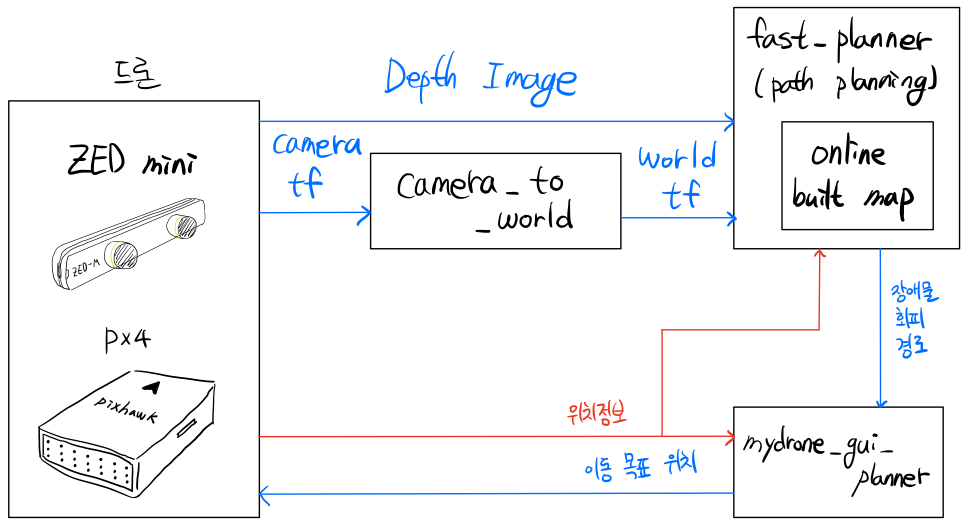 드론
ZED mini
ZED-M
px4
pixhawk
Depth Image
camera
tf
camera_to
_world
world
tf
fast_planner
(path planning)
online
built map
장애물
회피
경로
위치정보
이동 목표 위치
mydrone_gui_
planner